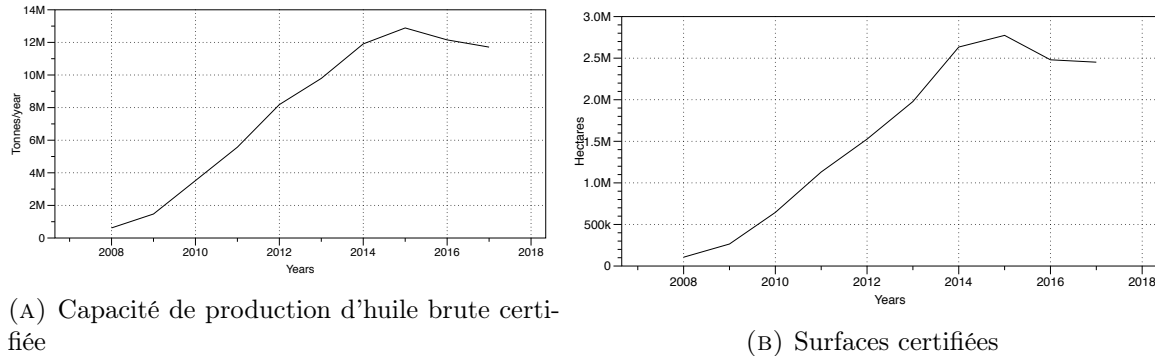 14M
12M
10M
8M
6M
4M
2M
0
Tonnes/year
2008
2010
2012
2014
2016
2018
Years
(A) Capacité de production d'huile brute certi-
fiée
3.0M
2.5M
2.0M
1.5M
1.0M
500k
0
Hectares
2008
2010
2012
2014
2016
2018
Years
(B) Surfaces certifiées